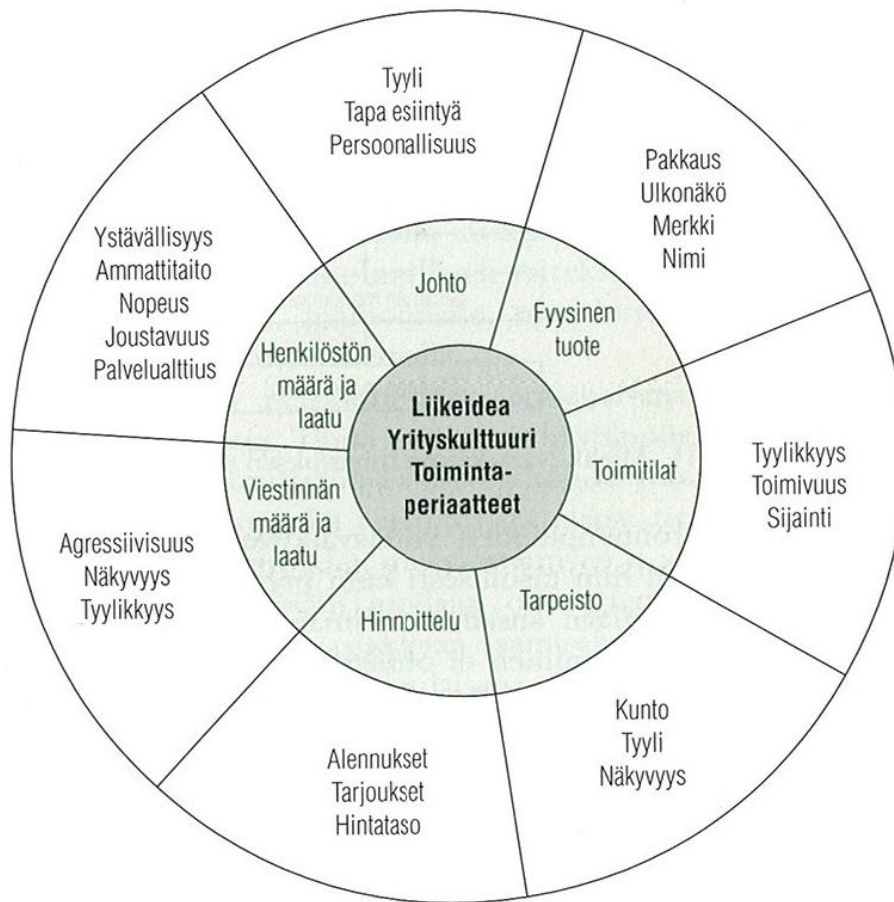 Tyyli
Tapa esiintyä
Persoonallisuus
Pakkaus
Ulkonäkö
Merkki
Nimi
Tyylikkyys
Toimivuus
Sijainti
Kunto
Tyyli
Näkyvyys
Alennukset
Tarjoukset
Hintataso
Agressiivisuus
Näkyvyys
Tyylikkyys
Ystävällisyys
Ammattitaito
Nopeus
Joustavuus
Palvelualttius
Johto
Fyysinen
tuote
Toimitilat
Tarpeisto
Hinnoittelu
Viestinnän
määrä ja
laatu
Henkilöstön
määrä ja
laatu
Liikeidea
Yrityskulttuuri
Toiminta-
periaatteet